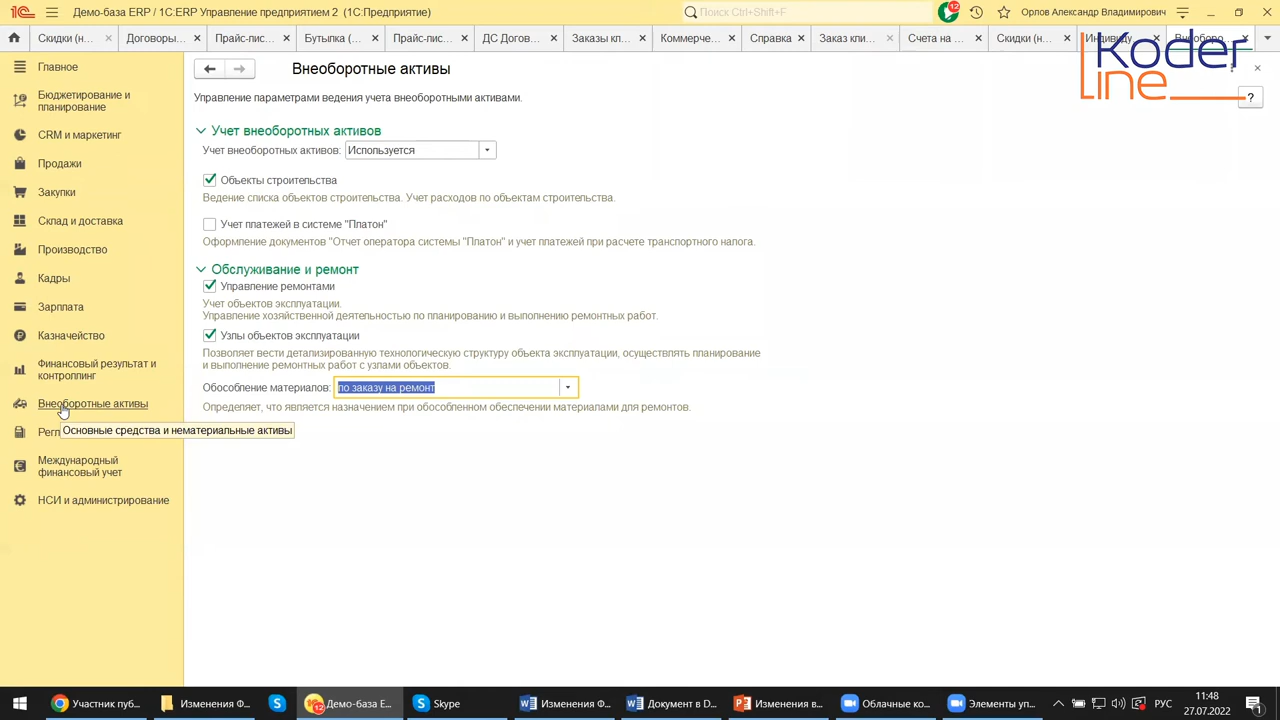 Демо-база ERP / 1С:ERP Управление предприятием 2 (1С:Предприятие)
Поиск Ctrl+Shift+F
12
Орлов Александр Владимирович
Скидки (н...
Договоры...
Прайс-лис...
Бутылка (...
Прайс-лис...
ДС Догов...
Заказы кл...
Коммерче...
Справка
Заказ кли...
Счета на ...
Скидки (н...
Koder
line
Главное
Бюджетирование и
планирование
CRM и маркетинг
Продажи
Закупки
Склад и доставка
Производство
Кадры
Зарплата
Казначейство
Финансовый результат и
контроллинг
Внеоборотные активы
Регл
Основные средства и нематериальные активы
Международный
финансовый учет
НСИ и администрирование
Внеоборотные активы
?
Управление параметрами ведения учета внеоборотными активами.
Учет внеоборотных активов
Учет внеоборотных активов: Используется
Объекты строительства
Ведение списка объектов строительства. Учет расходов по объектам строительства.
Учет платежей в системе "Платон"
Оформление документов "Отчет оператора системы "Платон" и учет платежей при расчете транспортного налога.
Обслуживание и ремонт
Управление ремонтами
Учет объектов эксплуатации.
Управление хозяйственной деятельностью по планированию и выполнению ремонтных работ.
Узлы объектов эксплуатации
Позволяет вести детализированную технологическую структуру объекта эксплуатации, осуществлять планирование
и выполнение ремонтных работ с узлами объектов.
Обособление материалов: по заказу на ремонт
Определяет, что является назначением при обособленном обеспечении материалами для ремонтов.
Участник пуб...
Изменения Ф...
12
Демо-база E...
Skype
Изменения Ф...
Документ в D...
Изменения в...
Облачные ко...
Элементы уп...
РУС
11:48
27.07.2022
1